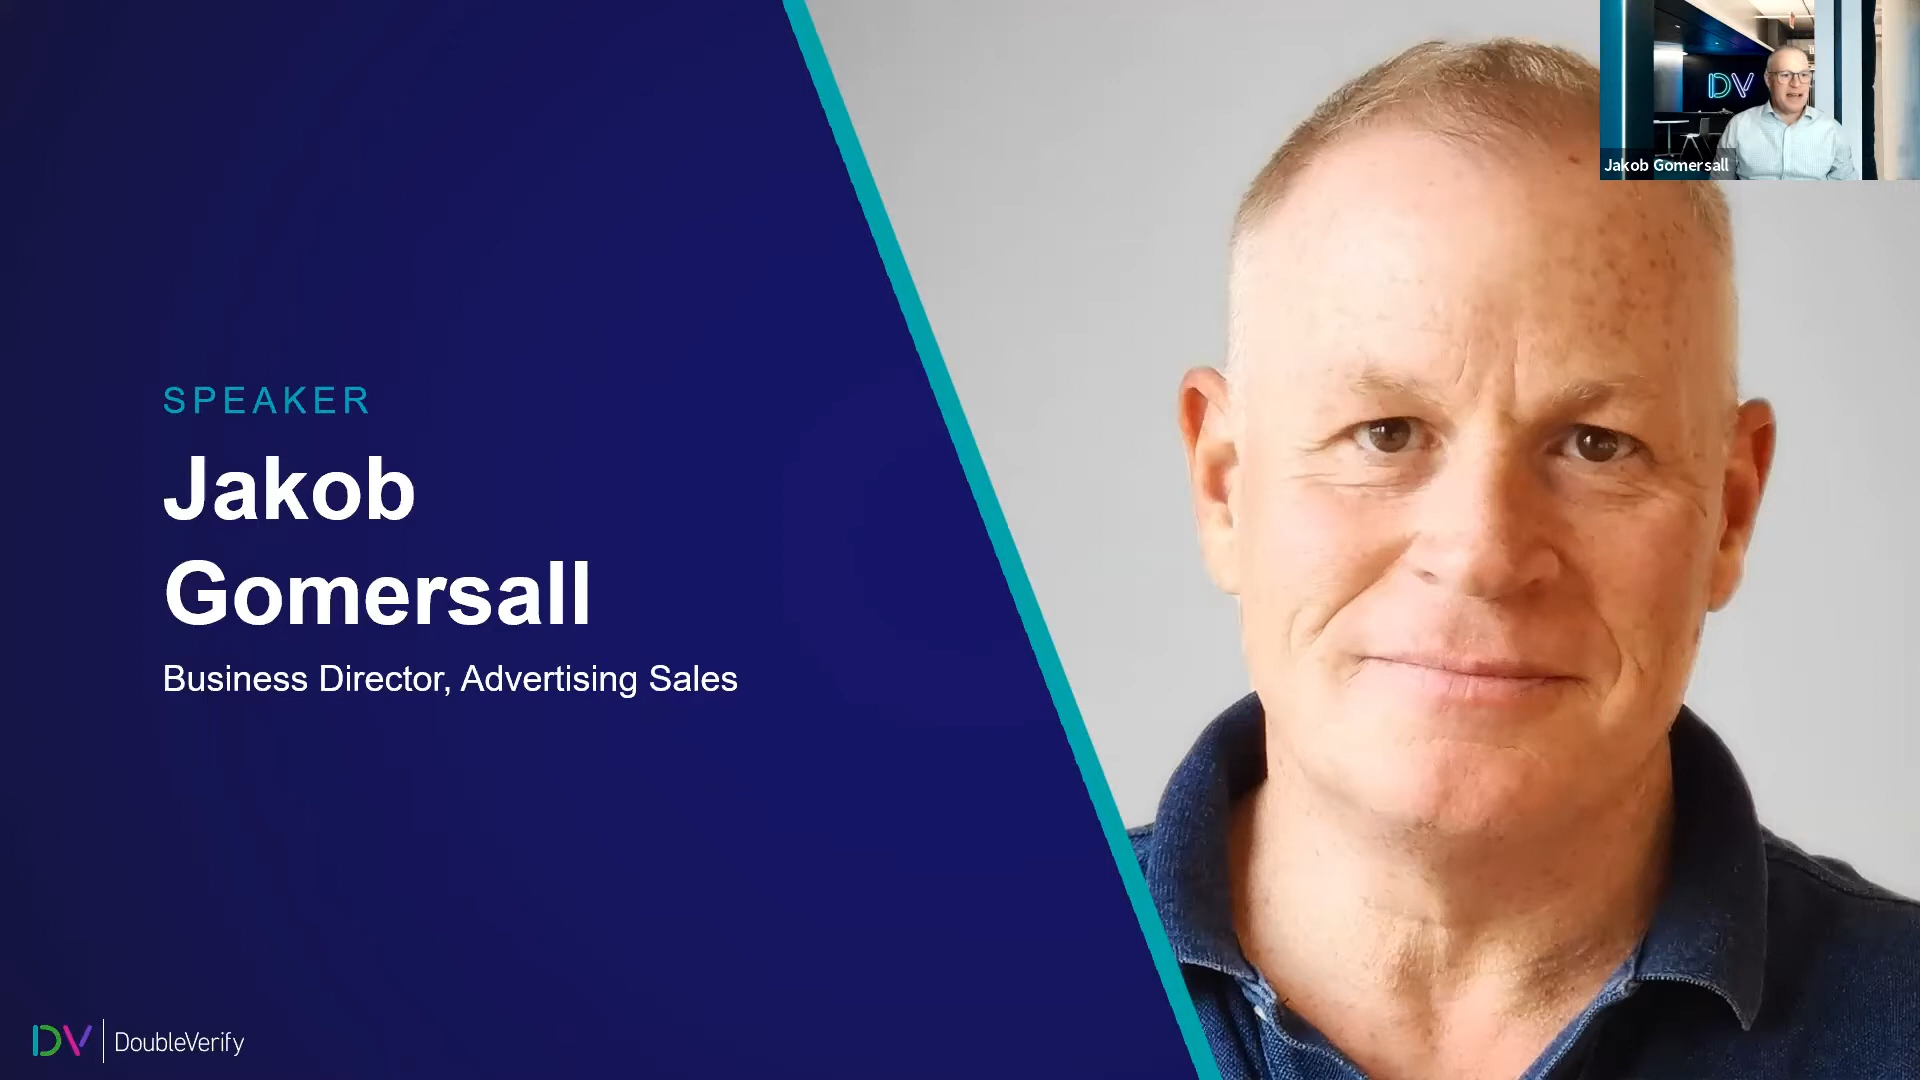 SPEAKER
Jakob
Gomersall
Business Director, Advertising Sales
DV
DoubleVerify
DV
Jakob Gomersall